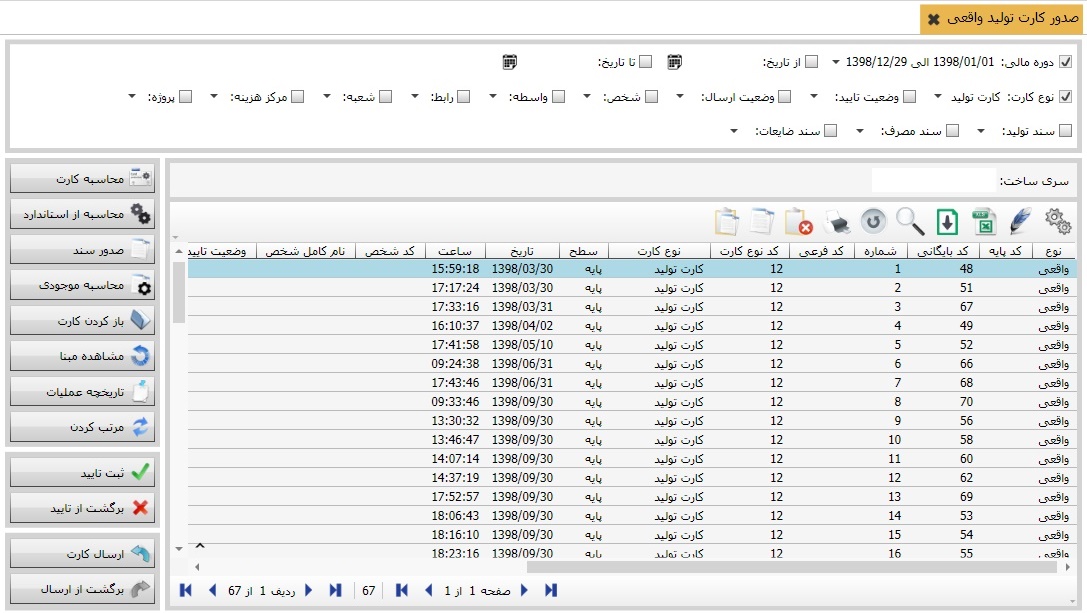 صدور کارت تولید واقعی
دوره مالی: 1398/01/01 الی 1398/12/29 از تاریخ: تا تاریخ:
نوع کارت: کارت تولید وضعیت تایید: وضعیت ارسال: شخص: واسطه: رابط: شعبه: مرکز هزینه: پروژه:
سند تولید: سند مصرف: سند ضایعات:
سری ساخت:
نوع کد پایه کد بایگانی شماره کد فرعی کد نوع کارت نوع کارت سطح تاریخ ساعت کد شخص نام کامل شخص وضعیت تایید
واقعی 48 1 12 کارت تولید پایه 1398/03/30 15:59:18
واقعی 51 2 12 کارت تولید پایه 1398/03/30 17:17:24
واقعی 67 3 12 کارت تولید پایه 1398/03/31 17:33:16
واقعی 49 4 12 کارت تولید پایه 1398/04/02 16:10:37
واقعی 52 5 12 کارت تولید پایه 1398/05/10 17:41:58
واقعی 66 6 12 کارت تولید پایه 1398/06/31 09:24:38
واقعی 68 7 12 کارت تولید پایه 1398/06/31 17:43:46
واقعی 70 8 12 کارت تولید پایه 1398/09/30 09:33:46
واقعی 56 9 12 کارت تولید پایه 1398/09/30 13:30:32
واقعی 58 10 12 کارت تولید پایه 1398/09/30 13:46:47
واقعی 60 11 12 کارت تولید پایه 1398/09/30 14:07:14
واقعی 62 12 12 کارت تولید پایه 1398/09/30 14:37:19
واقعی 69 13 12 کارت تولید پایه 1398/09/30 17:52:57
واقعی 53 14 12 کارت تولید پایه 1398/09/30 18:06:43
واقعی 54 15 12 کارت تولید پایه 1398/09/30 18:16:10
واقعی 55 16 12 کارت تولید پایه 1398/09/30 18:23:16
صفحه 1 از 1 67 ردیف 1 از 67
محاسبه کارت
محاسبه از استاندارد
صدور سند
محاسبه موجودی
باز کردن کارت
مشاهده مبنا
تاریخچه عملیات
مرتب کردن
ثبت تایید
برگشت از تایید
ارسال کارت
برگشت از ارسال